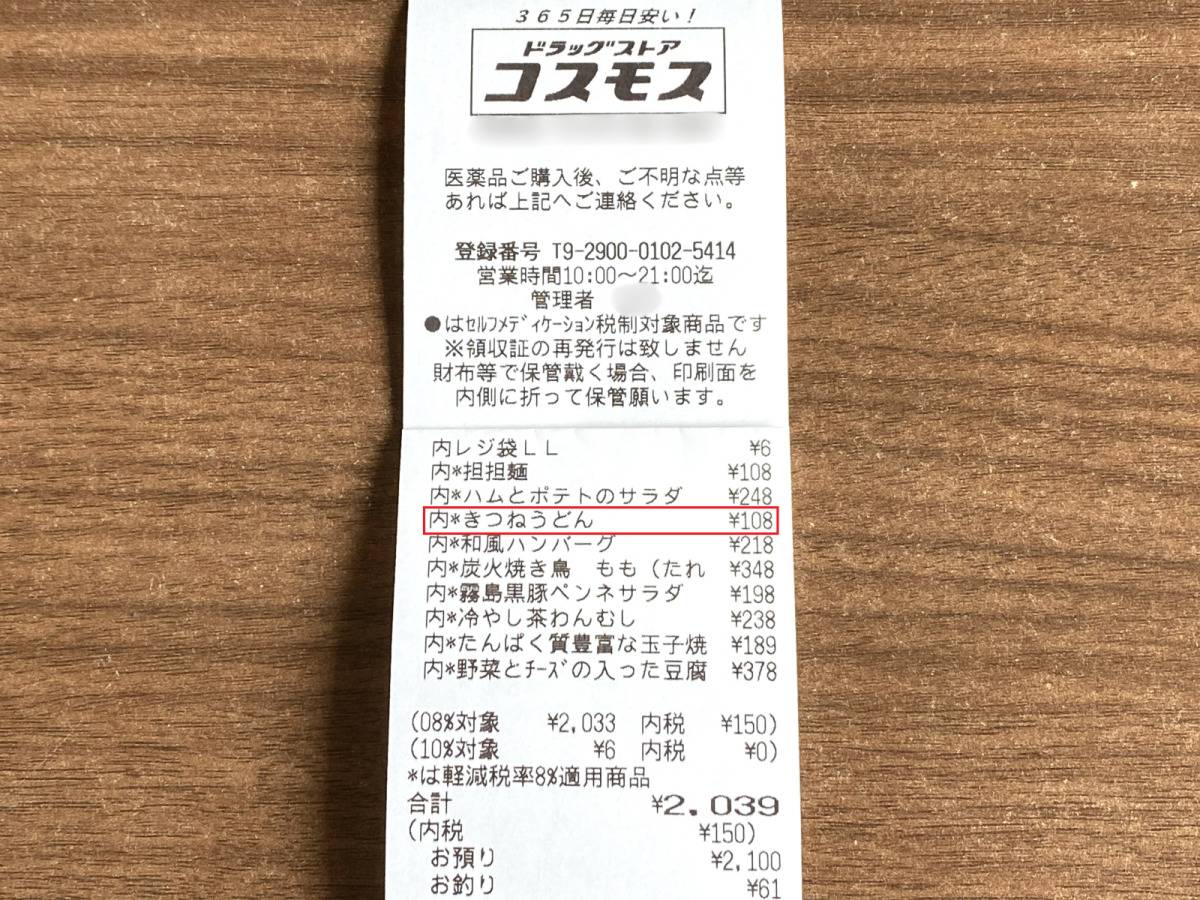 365日毎日安い!
ドラッグストア
コスモス
医薬品ご購入後、ご不明な点等
あれば上記へご連絡ください。
登録番号 T9-2900-0102-5414
営業時間10:00~21:00迄
管理者
●はセルフメディケーション税制対象商品です
※領収証の再発行は致しません
財布等で保管戴く場合、印刷面を
内側に折って保管願います。
内レジ袋LL ¥6
内*担担麺 ¥108
内*ハムとポテトのサラダ ¥248
内*きつねうどん ¥108
内*和風ハンバーグ ¥218
内*炭火焼き鳥 もも(たれ ¥348
内*霧島黒豚ペンネサラダ ¥198
内*冷やし茶わんむし ¥238
内*たんぱく質豊富な玉子焼 ¥189
内*野菜とチーズの入った豆腐 ¥378
(08%対象 ¥2,033 内税 ¥150)
(10%対象 ¥6 内税 ¥0)
*は軽減税率8%適用商品
合計 ¥2,039
(内税 ¥150)
お預り ¥2,100
お釣り ¥61